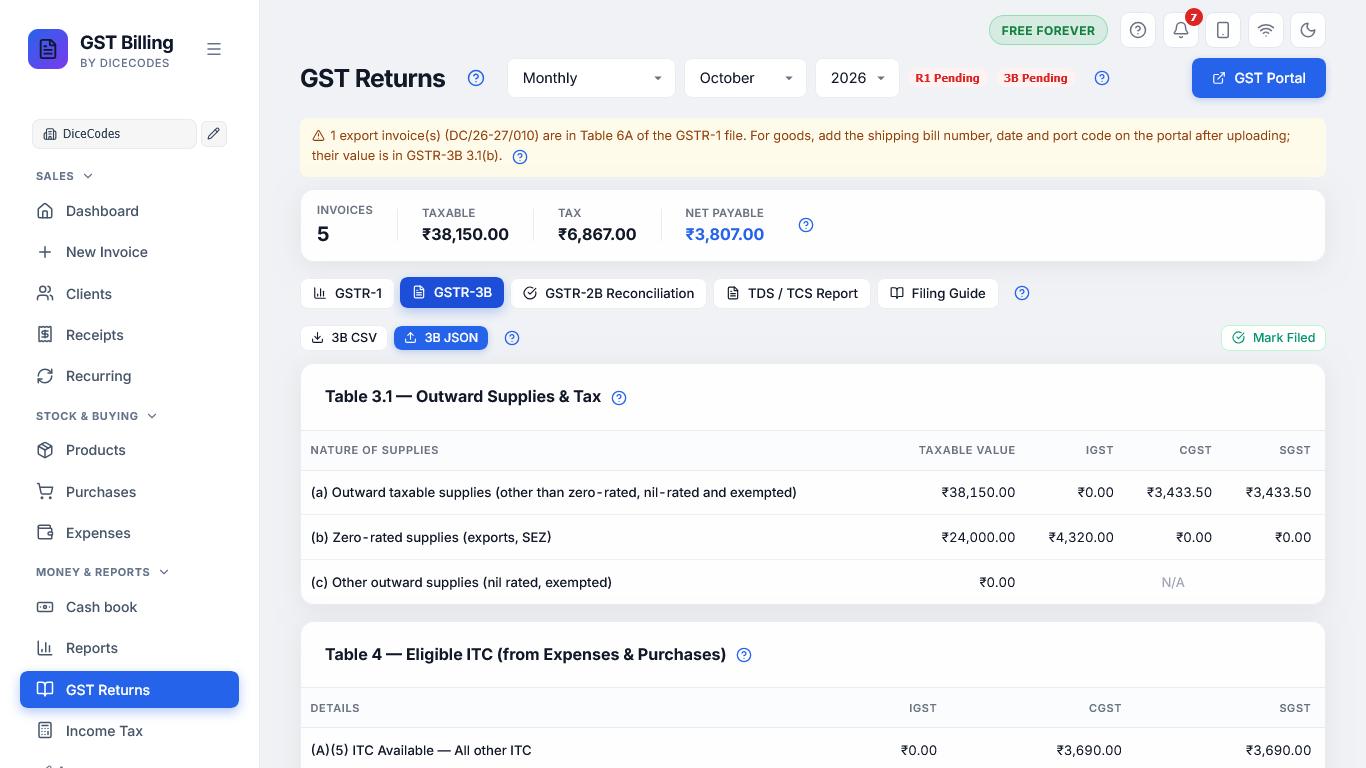 GST Billing
BY DICECODES
DiceCodes
SALES
Dashboard
New Invoice
Clients
Receipts
Recurring
STOCK & BUYING
Products
Purchases
Expenses
MONEY & REPORTS
Cash book
Reports
GST Returns
Income Tax
FREE FOREVER
7
GST Returns
Monthly
October
2026
R1 Pending
3B Pending
GST Portal
1 export invoice(s) (DC/26-27/010) are in Table 6A of the GSTR-1 file. For goods, add the shipping bill number, date and port code on the portal after uploading;
their value is in GSTR-3B 3.1(b).
INVOICES
5
TAXABLE
₹38,150.00
TAX
₹6,867.00
NET PAYABLE
₹3,807.00
GSTR-1
GSTR-3B
GSTR-2B Reconciliation
TDS / TCS Report
Filing Guide
3B CSV
3B JSON
Mark Filed
Table 3.1 — Outward Supplies & Tax
NATURE OF SUPPLIES TAXABLE VALUE IGST CGST SGST
(a) Outward taxable supplies (other than zero-rated, nil-rated and exempted) ₹38,150.00 ₹0.00 ₹3,433.50 ₹3,433.50
(b) Zero-rated supplies (exports, SEZ) ₹24,000.00 ₹4,320.00 ₹0.00 ₹0.00
(c) Other outward supplies (nil rated, exempted) ₹0.00 N/A
Table 4 — Eligible ITC (from Expenses & Purchases)
DETAILS IGST CGST SGST
(A)(5) ITC Available — All other ITC ₹0.00 ₹3,690.00 ₹3,690.00